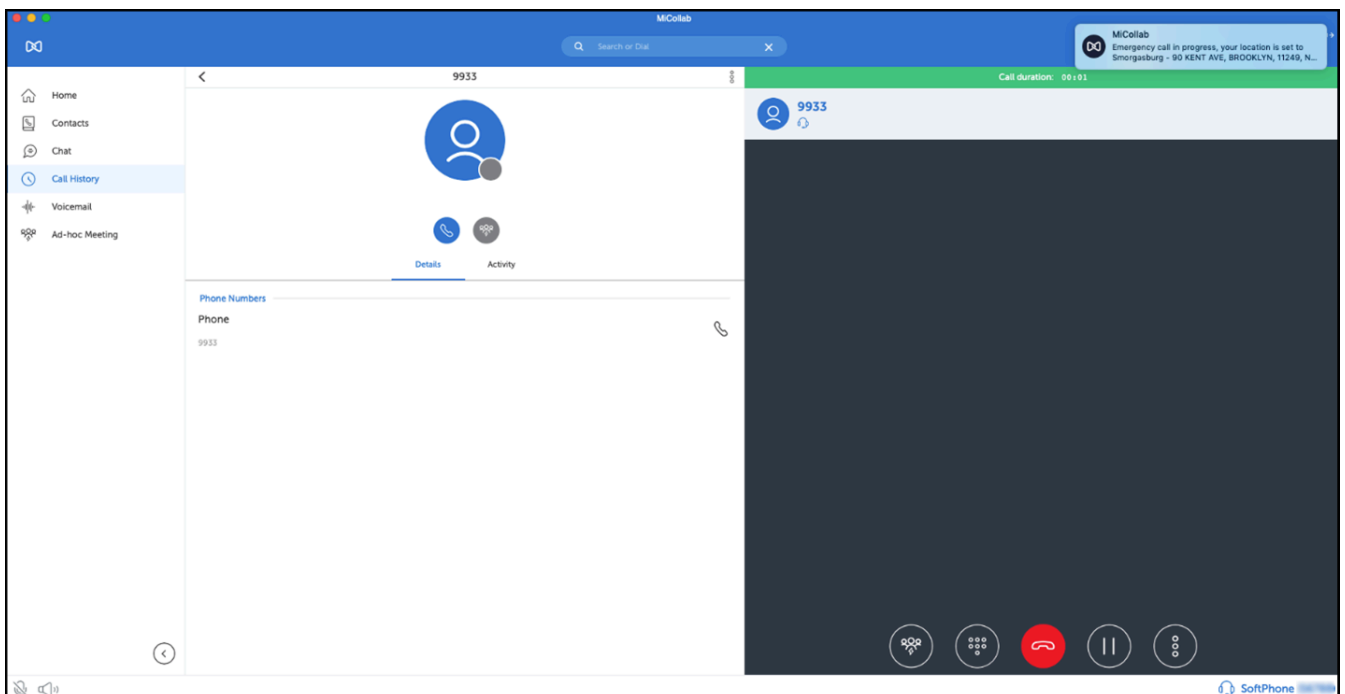 MiCollab
Search or Dial
MiCollab
Emergency call in progress, your location is set to
Smorgasburg - 90 KENT AVE, BROOKLYN, 11249, N...
Home
Contacts
Chat
Call History
Voicemail
Ad-hoc Meeting
9933
Details
Activity
Phone Numbers
Phone
9933
Call duration: 00:01
9933
SoftPhone